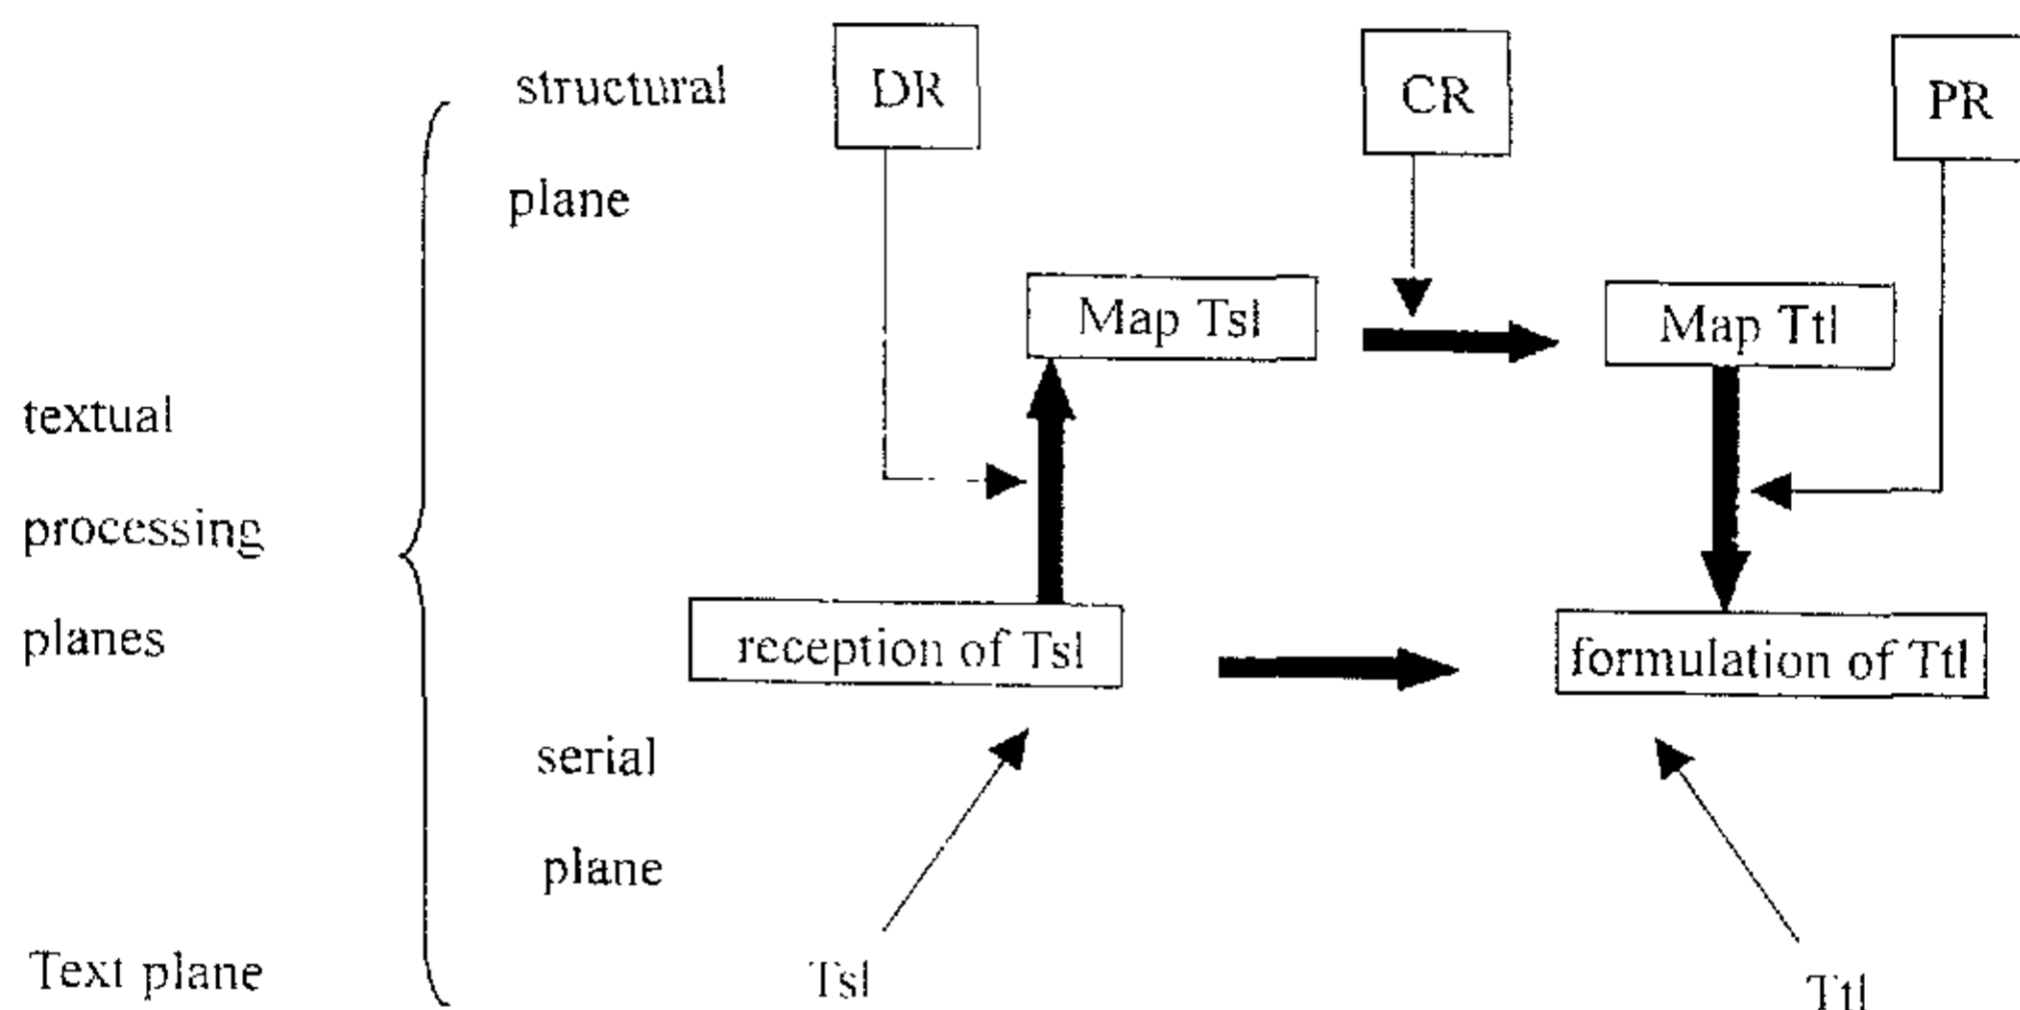 structural
DR
CR
PR
plane
Map Tsl
Map Ttl
textual
processing
planes
reception of Tsl
formulation of Ttl
serial
plane
Text plane
Tsl
Ttl